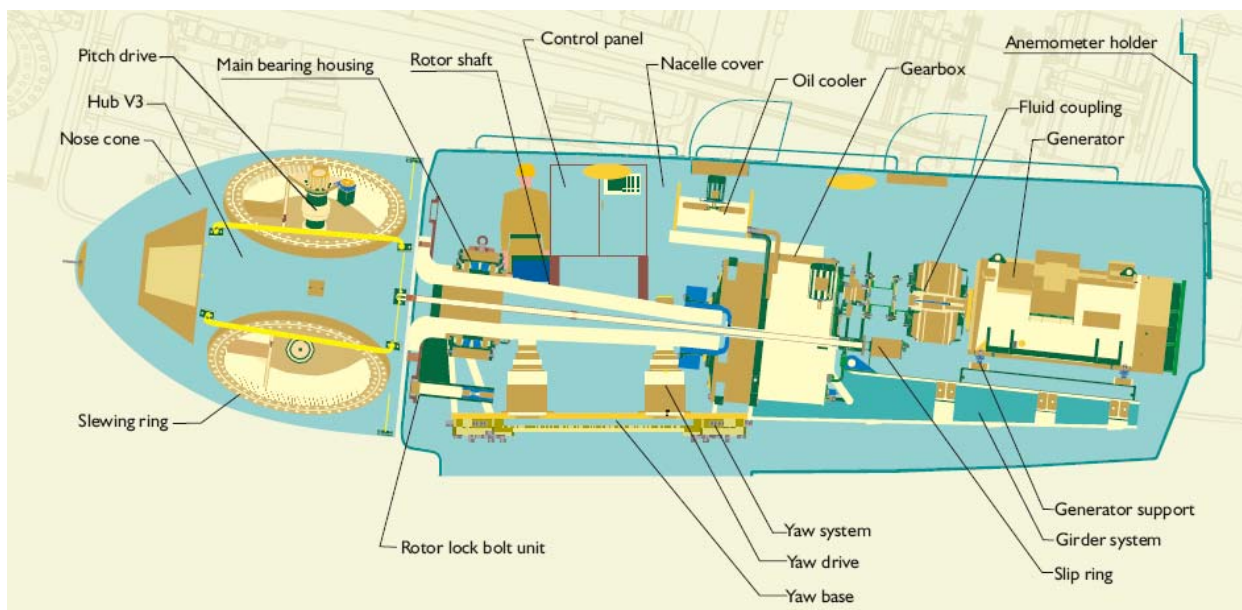 Pitch drive
Main bearing housing
Rotor shaft
Control panel
Nacelle cover
Oil cooler
Gearbox
Anemometer holder
Hub V3
Fluid coupling
Nose cone
Generator
Slewing ring
Rotor lock bolt unit
Yaw system
Yaw drive
Yaw base
Generator support
Girder system
Slip ring